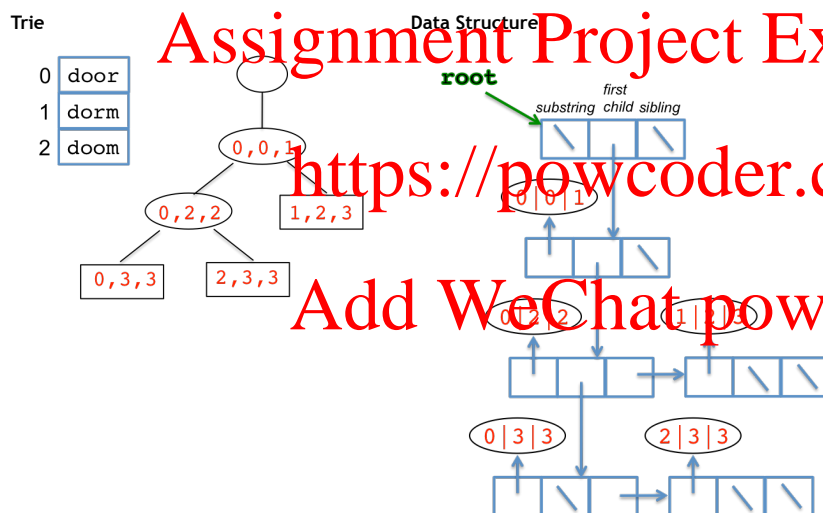 Trie
Data Structure
Assignment Project Ex
root
first
substring child sibling
0 door
1 dorm
2 doom
0,0,1
https://powcoder.c
0|0|1
0,2,2
1,2,3
0,3,3
2,3,3
Add WeChat pow
0|2|2
1|2|3
0|3|3
2|3|3